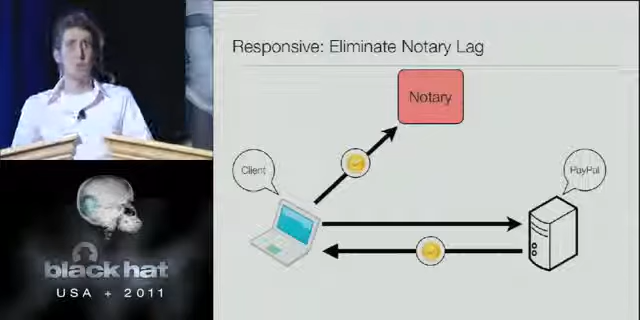 Responsive: Eliminate Notary Lag
Notary
Client
PayPal
black hat
USA + 2011